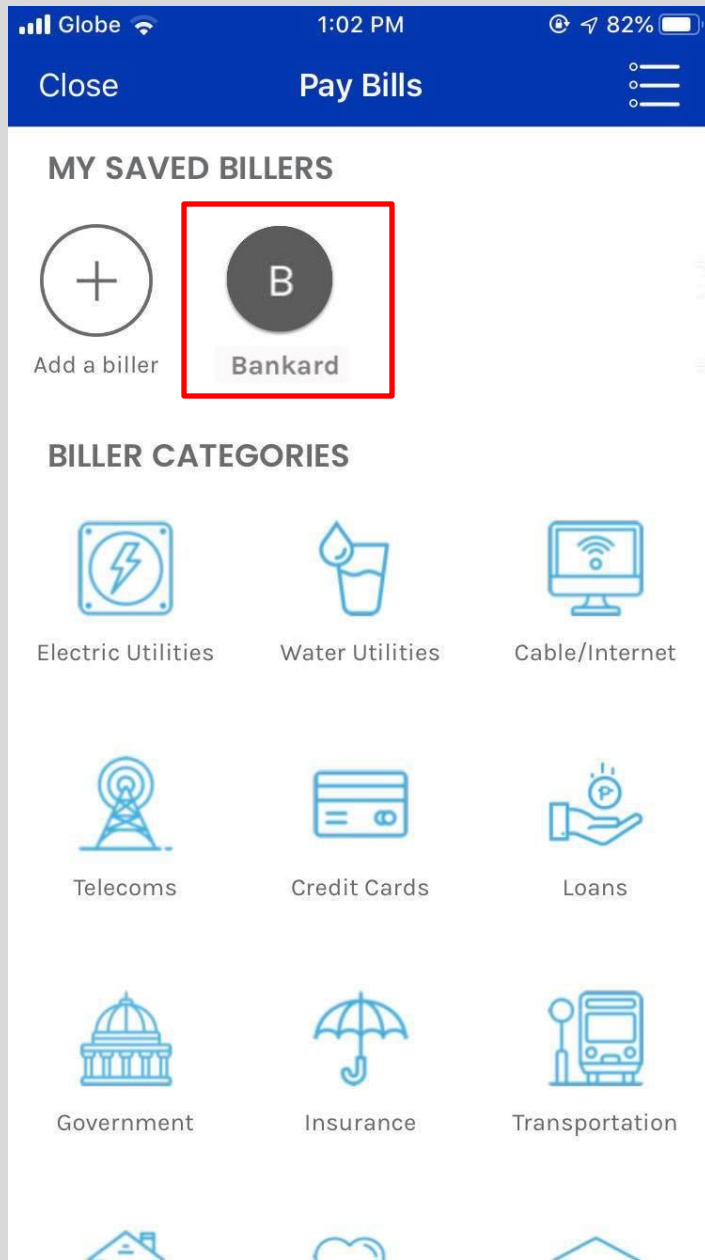 Globe 1:02 PM 82%
Close Pay Bills
MY SAVED BILLERS
+ B
Add a biller Bankard
BILLER CATEGORIES
Electric Utilities Water Utilities Cable/Internet
₱
Telecoms Credit Cards Loans
Government Insurance Transportation